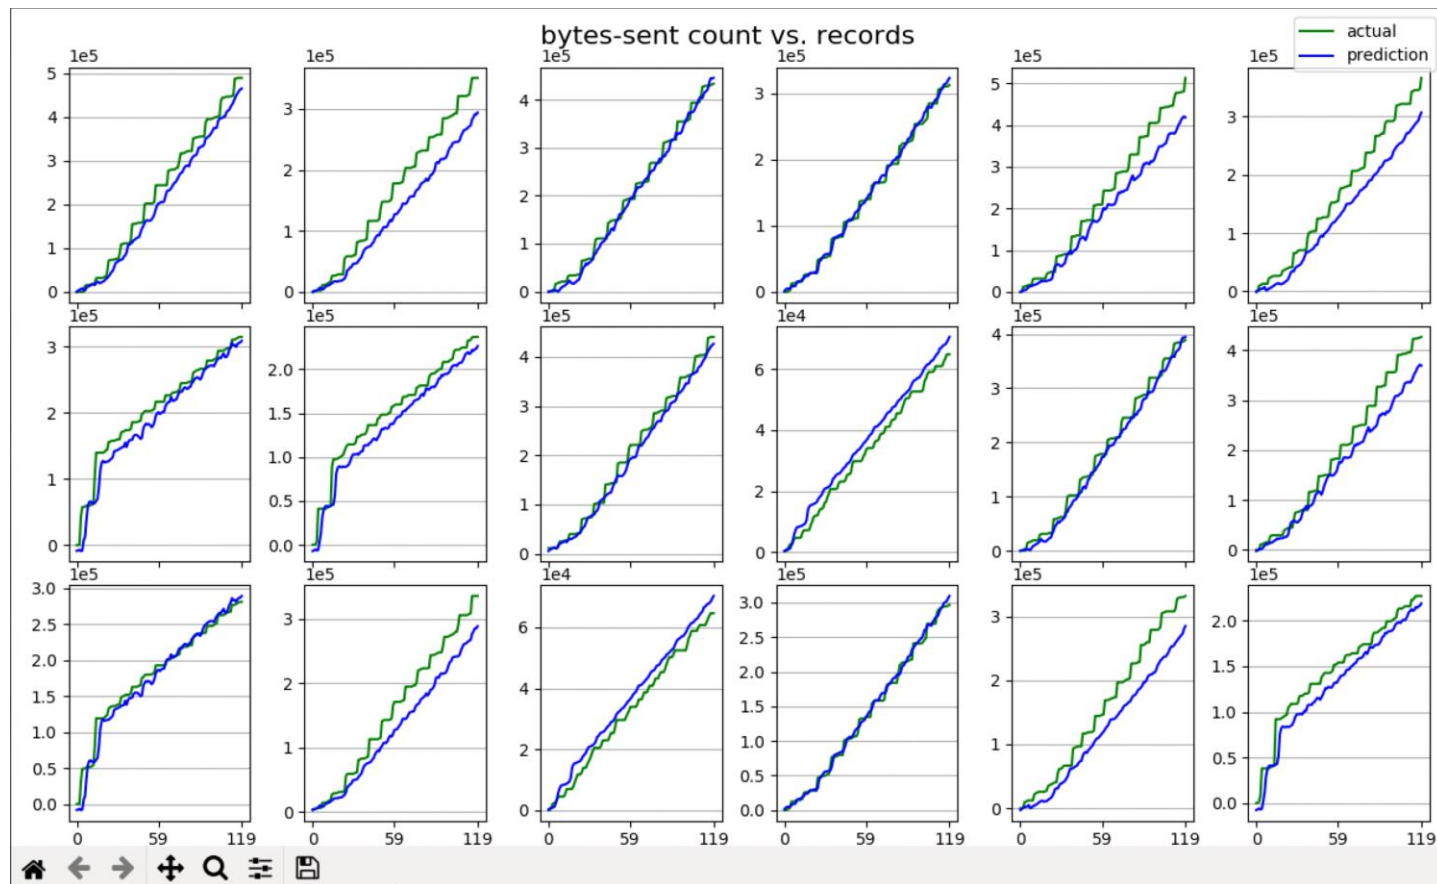 bytes-sent count vs. records
actual
prediction
1e5 1e5 1e5 1e5 1e5 1e5
5 4 3 2 1 0
3 2 1 0
4 3 2 1 0
3 2 1 0
5 4 3 2 1 0
3 2 1 0
1e5 1e5 1e5 1e4 1e5 1e5
3 2 1 0
2.0 1.5 1.0 0.5 0.0
4 3 2 1 0
6 4 2 0
4 3 2 1 0
4 3 2 1 0
1e5 1e5 1e4 1e5 1e5 1e5
3.0 2.5 2.0 1.5 1.0 0.5 0.0
3 2 1 0
6 4 2 0
3.0 2.5 2.0 1.5 1.0 0.5 0.0
3 2 1 0
2.0 1.5 1.0 0.5 0.0
0 59 119 0 59 119 0 59 119 0 59 119 0 59 119 0 59 119